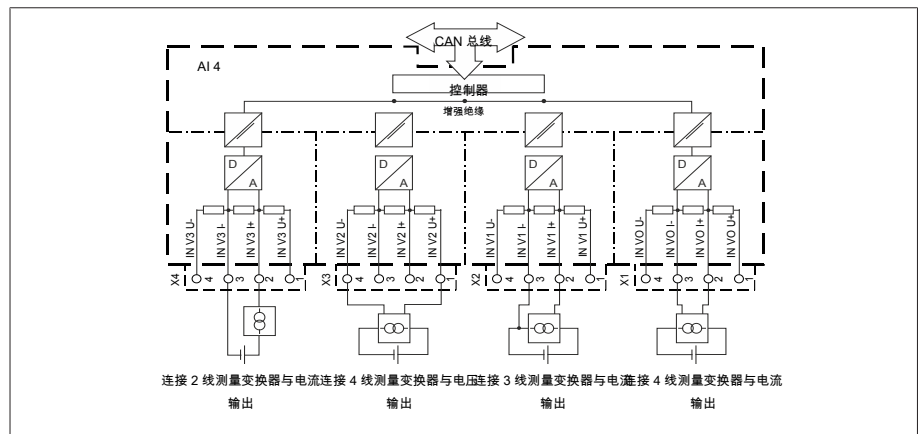 CAN 总线
AI 4
控制器
增强绝缘
D
A
D
A
D
A
D
A
IN V3 U-
IN V3 I-
IN V3 I+
IN V3 U+
IN V2 U-
IN V2 I-
IN V2 I+
IN V2 U+
IN V1 U-
IN V1 I-
IN V1 I+
IN V1 U+
IN VO U-
IN VO I-
IN VO I+
IN VO U+
X4
4
3
2
1
X3
4
3
2
1
X2
4
3
2
1
X1
4
3
2
1
连接 2 线测量变换器与电流
输出
连接 4 线测量变换器与电压
输出
连接 3 线测量变换器与电流
输出
连接 4 线测量变换器与电流
输出